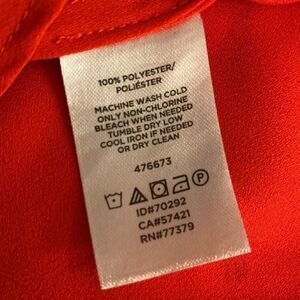 100% POLYESTER/
POLIÉSTER
MACHINE WASH COLD
ONLY NON-CHLORINE
BLEACH WHEN NEEDED
TUMBLE DRY LOW
COOL IRON IF NEEDED
OR DRY CLEAN
476673
P
ID#70292
CA#57421
RN#77379